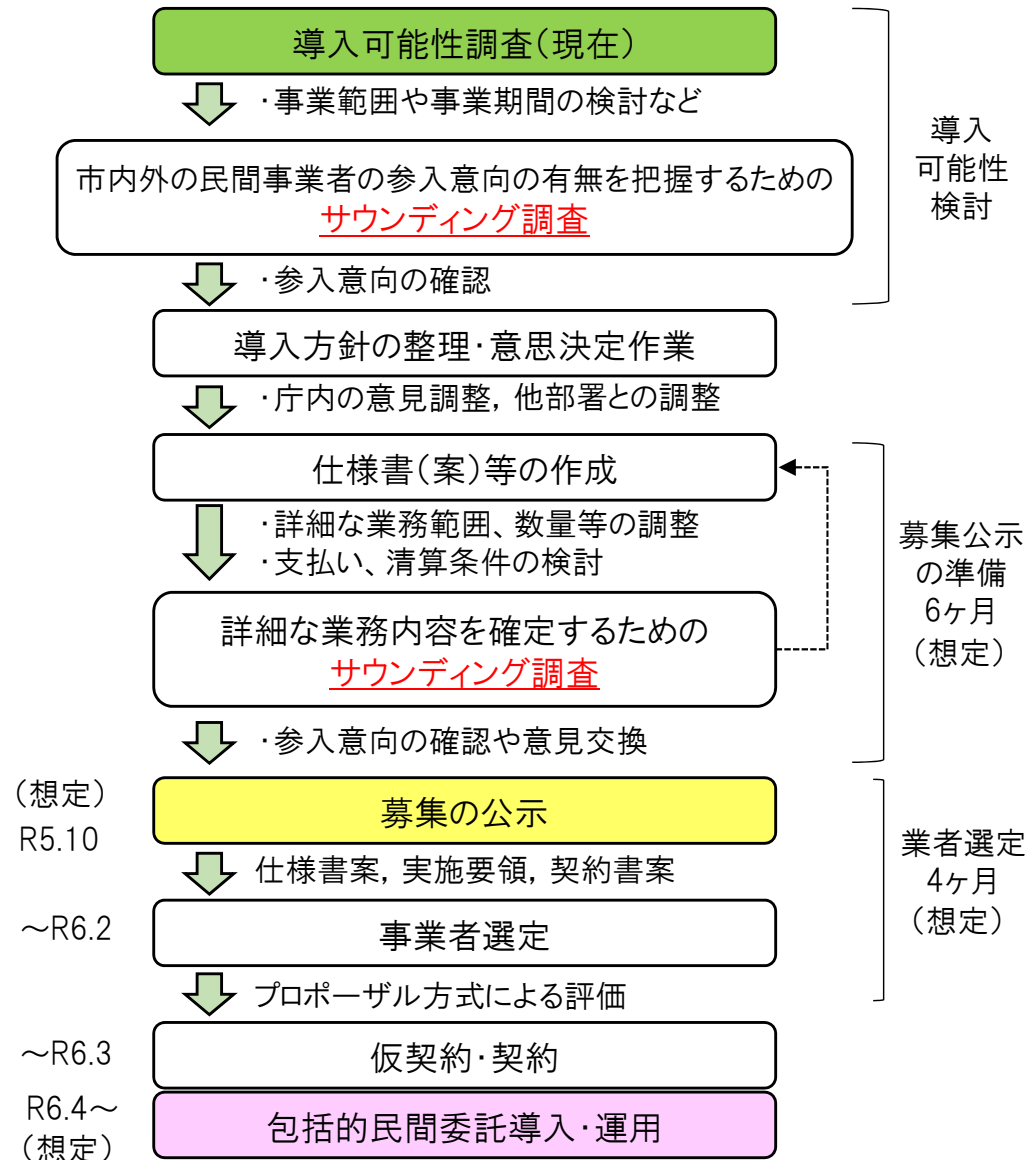 導入可能性調査(現在)
・事業範囲や事業期間の検討など
市内外の民間事業者の参入意向の有無を把握するための
サウンディング調査
・参入意向の確認
導入
可能性
検討
導入方針の整理・意思決定作業
・庁内の意見調整，他部署との調整
仕様書(案)等の作成
・詳細な業務範囲、数量等の調整
・支払い、清算条件の検討
詳細な業務内容を確定するための
サウンディング調査
・参入意向の確認や意見交換
募集公示
の準備
6ヶ月
(想定)
(想定)
R5.10
募集の公示
仕様書案，実施要領，契約書案
～R6.2
事業者選定
プロポーザル方式による評価
業者選定
4ヶ月
(想定)
～R6.3
仮契約・契約
R6.4～
(想定)
包括的民間委託導入・運用